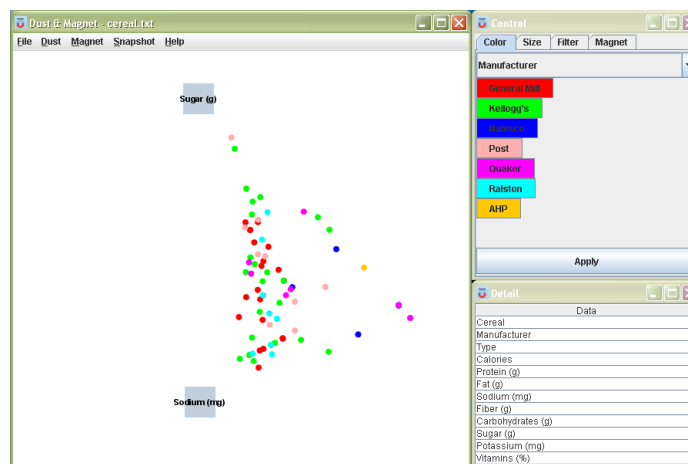 Dust & Magnet - cereal.txt
File Dust Magnet Snapshot Help
Sugar (g)
Sodium (mg)
Control
Color Size Filter Magnet
Manufacturer
General Mill
Kellogg's
Nabisco
Post
Quaker
Ralston
AHP
Apply
Detail
Data
Cereal
Manufacturer
Type
Calories
Protein (g)
Fat (g)
Sodium (mg)
Fiber (g)
Carbohydrates (g)
Sugar (g)
Potassium (mg)
Vitamins (%)